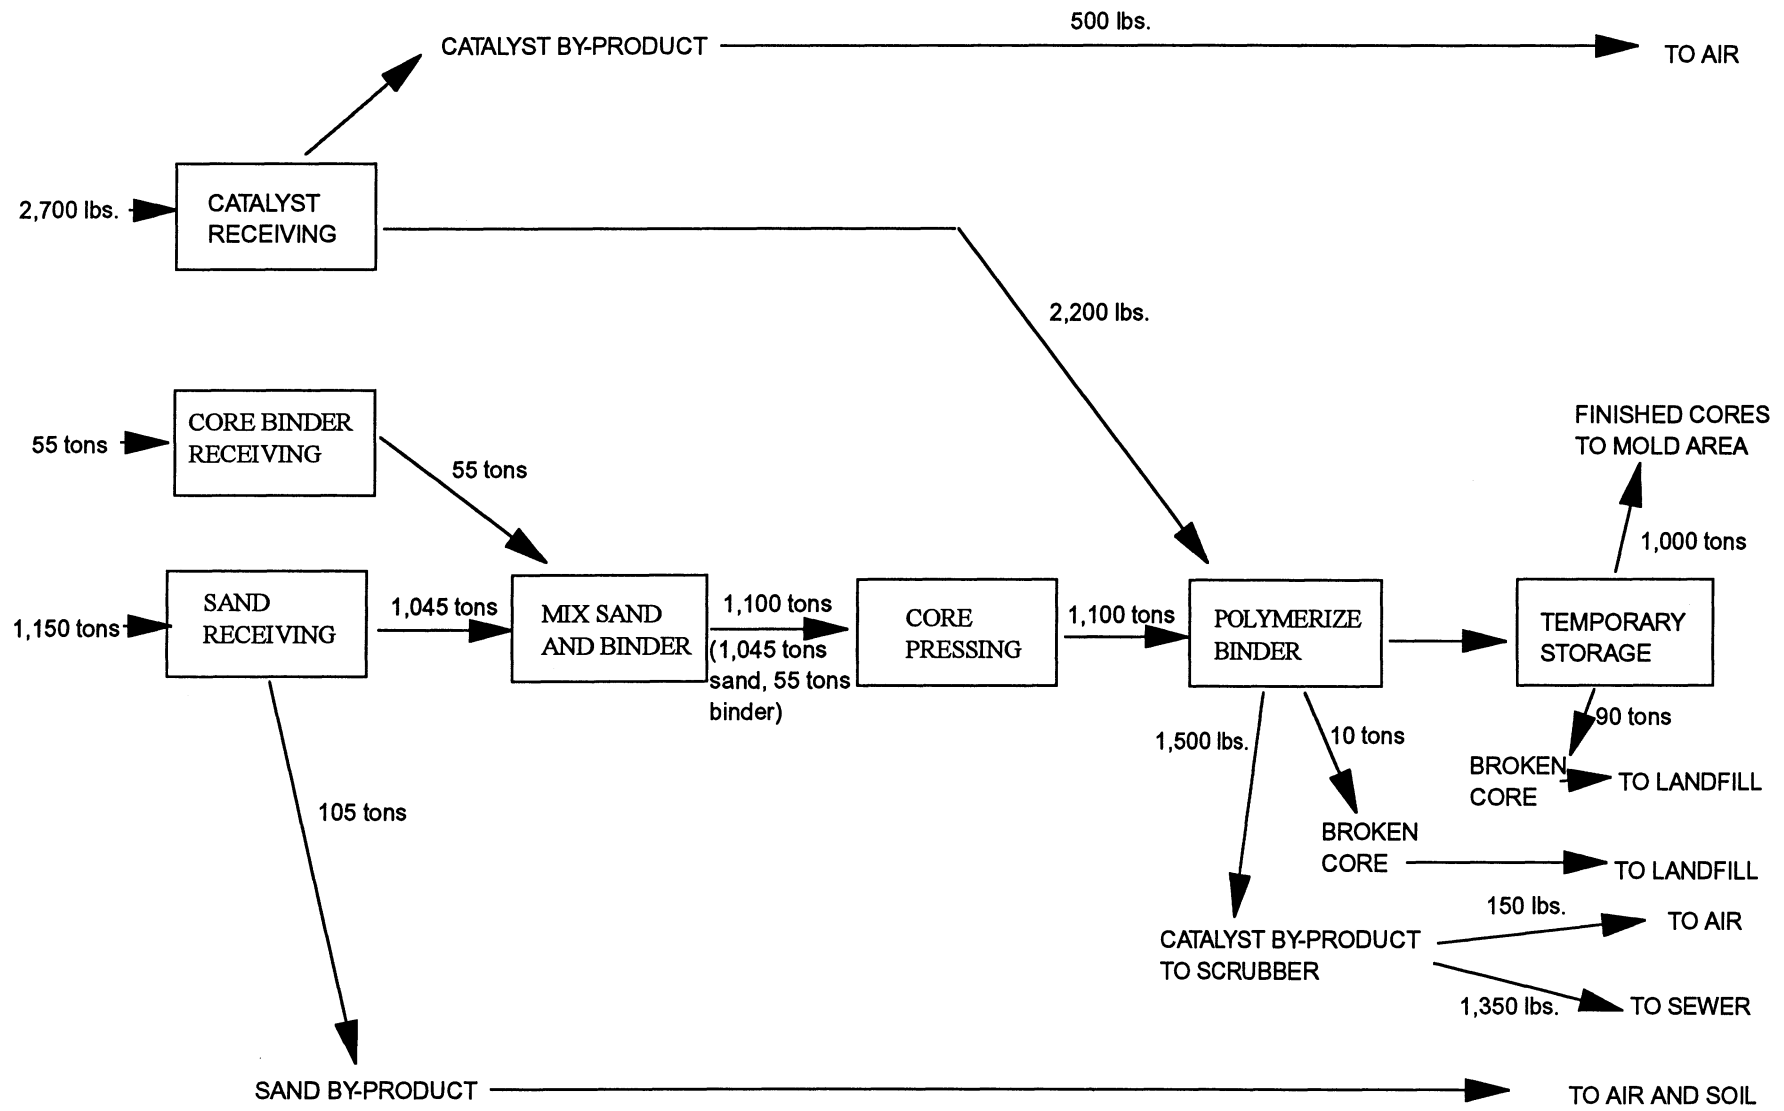 500 lbs.
CATALYST BY-PRODUCT
TO AIR
2,700 lbs.
CATALYST
RECEIVING
2,200 lbs.
55 tons
CORE BINDER
RECEIVING
55 tons
FINISHED CORES
TO MOLD AREA
1,000 tons
1,150 tons
SAND
RECEIVING
1,045 tons
MIX SAND
AND BINDER
1,100 tons
(1,045 tons
sand, 55 tons
binder)
CORE
PRESSING
1,100 tons
POLYMERIZE
BINDER
TEMPORARY
STORAGE
90 tons
BROKEN
CORE
TO LANDFILL
1,500 lbs.
10 tons
BROKEN
CORE
TO LANDFILL
105 tons
CATALYST BY-PRODUCT
TO SCRUBBER
150 lbs.
TO AIR
1,350 lbs.
TO SEWER
SAND BY-PRODUCT
TO AIR AND SOIL